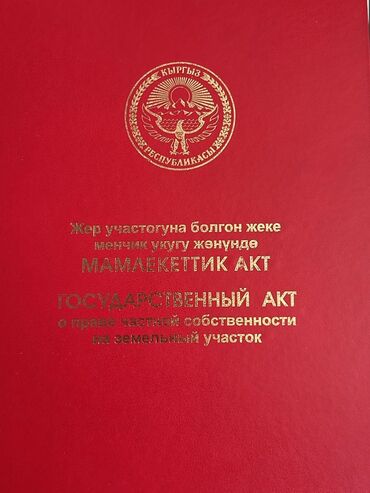 КЫРГЫЗ
РЕСПУБЛИКАСЫ
Жер участогуна болгон жеке
менчик укугу жөнүндө
МАМЛЕКЕТТИК АКТ
ГОСУДАРСТВЕННЫЙ АКТ
о праве частной собственности
на земельный участок